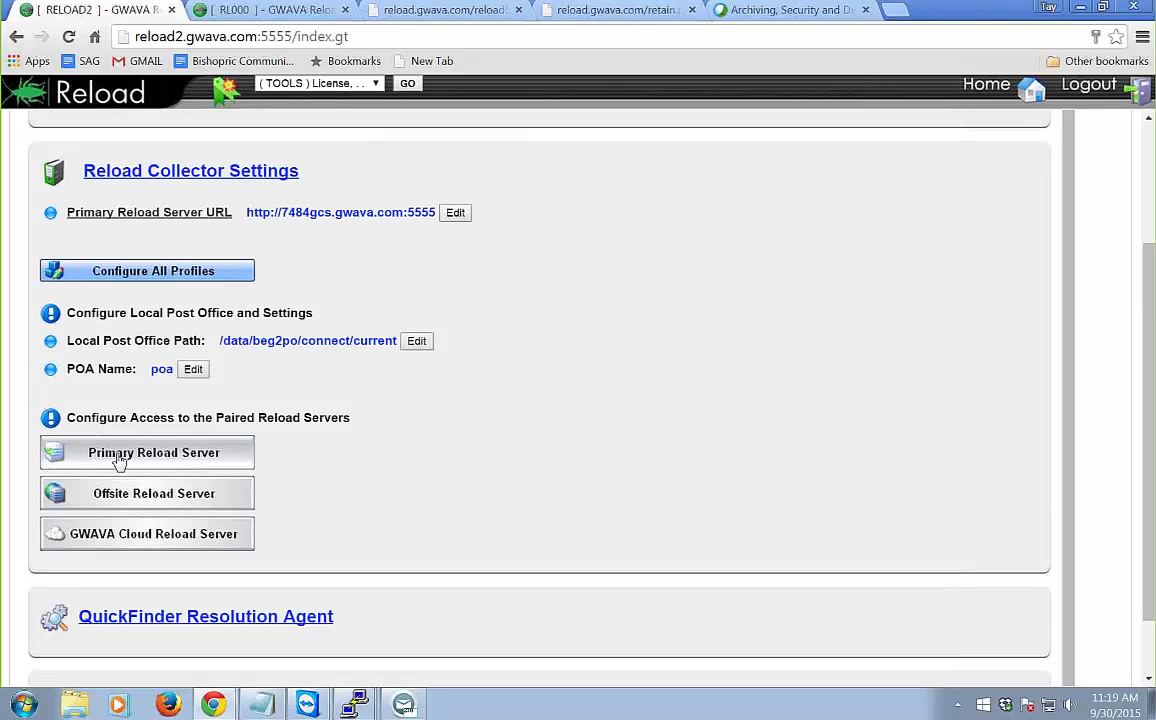 [ RELOAD2 ] - GWAVA R
[ RL000 ] - GWAVA Reloa
reload.gwava.com/reload5
reload.gwava.com/retain.p
Archiving, Security and De
Tay
reload2.gwava.com:5555/index.gt
Apps
SAG
GMAIL
Bishopric Communi...
Bookmarks
New Tab
Other bookmarks
Reload
( TOOLS ) License, . .
GO
Home
Logout
Reload Collector Settings
Primary Reload Server URL http://7484gcs.gwava.com:5555 Edit
Configure All Profiles
Configure Local Post Office and Settings
Local Post Office Path: /data/beg2po/connect/current Edit
POA Name: poa Edit
Configure Access to the Paired Reload Servers
Primary Reload Server
Offsite Reload Server
GWAVA Cloud Reload Server
QuickFinder Resolution Agent
11:19 AM
9/30/2015